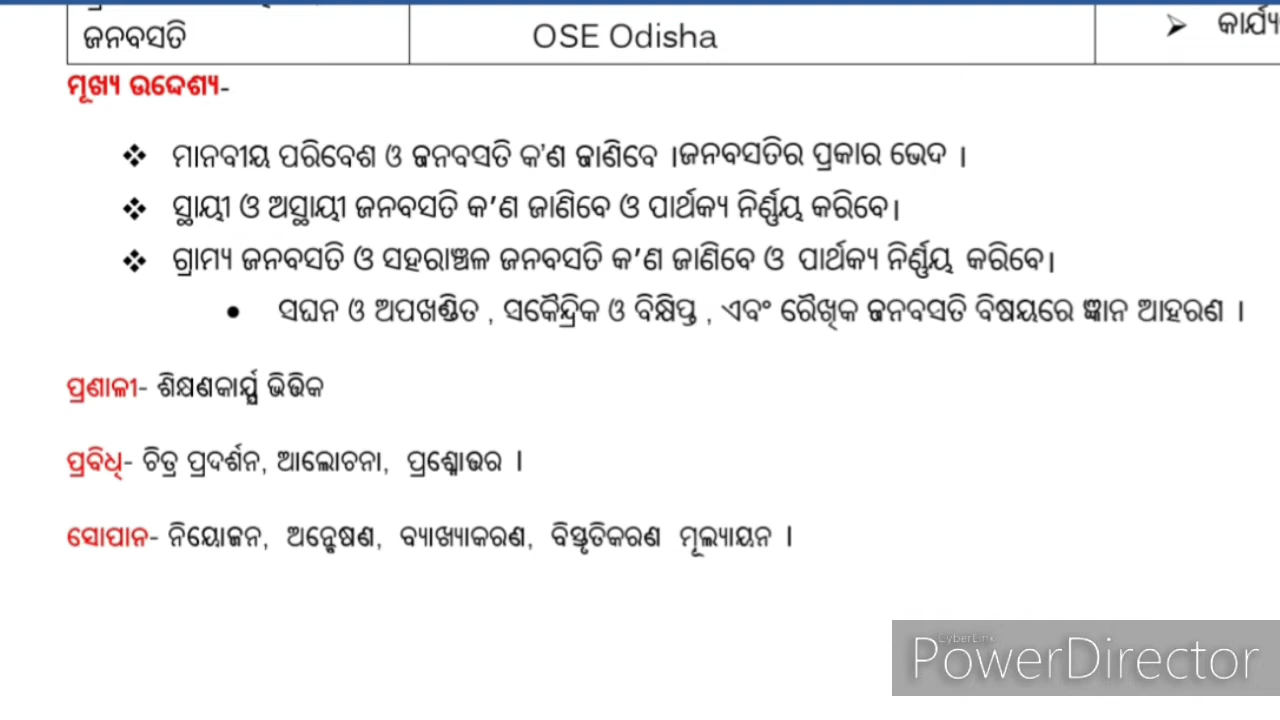 ଜନବସତି
OSE Odisha
➢ କାର୍ଯ୍ୟ
ମୂଖ୍ୟ ଉଦ୍ଦେଶ୍ୟ-
❖ ମାନବୀୟ ପରିବେଶ ଓ ଜନବସତି କ'ଣ ଜାଣିବେ ।ଜନବସତିର ପ୍ରକାର ଭେଦ ।
❖ ସ୍ଥାୟୀ ଓ ଅସ୍ଥାୟୀ ଜନବସତି କ’ଣ ଜାଣିବେ ଓ ପାର୍ଥକ୍ୟ ନିର୍ଣ୍ଣୟ କରିବେ।
❖ ଗ୍ରାମ୍ୟ ଜନବସତି ଓ ସହରାଞ୍ଚଳ ଜନବସତି କ’ଣ ଜାଣିବେ ଓ ପାର୍ଥକ୍ୟ ନିର୍ଣ୍ଣୟ କରିବେ।
● ସଘନ ଓ ଅପଖଣ୍ଡିତ , ସକୈନ୍ଦ୍ରିକ ଓ ବିକ୍ଷିପ୍ତ , ଏବଂ ରୈଖିକ ଜନବସତି ବିଷୟରେ ଜ୍ଞାନ ଆହରଣ ।
ପ୍ରଣାଳୀ- ଶିକ୍ଷଣକାର୍ଯ୍ଯ ଭିତ୍ତିକ
ପ୍ରବିଧି- ଚିତ୍ର ପ୍ରଦର୍ଶନ, ଆଲୋଚନା, ପ୍ରଶ୍ନୋତ୍ତର ।
ସୋପାନ- ନିୟୋଜନ, ଅନ୍ୱେଷଣ, ବ୍ୟାଖ୍ୟାକରଣ, ବିସ୍ତୃତିକରଣ ମୂଲ୍ୟାୟନ ।
CyberLink
PowerDirector